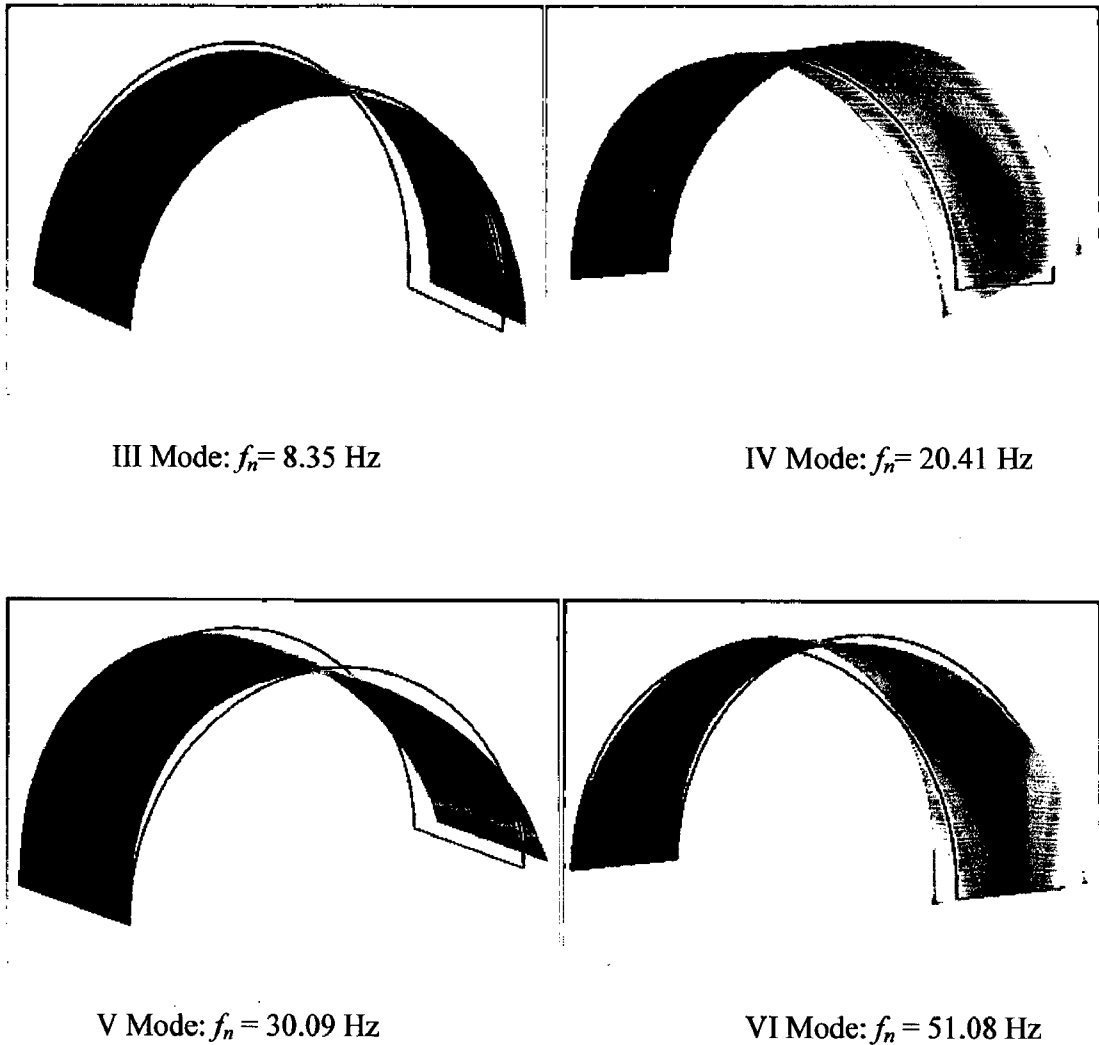 III Mode: fn= 8.35 Hz
IV Mode: fn= 20.41 Hz
V Mode: fn = 30.09 Hz
VI Mode: fn = 51.08 Hz